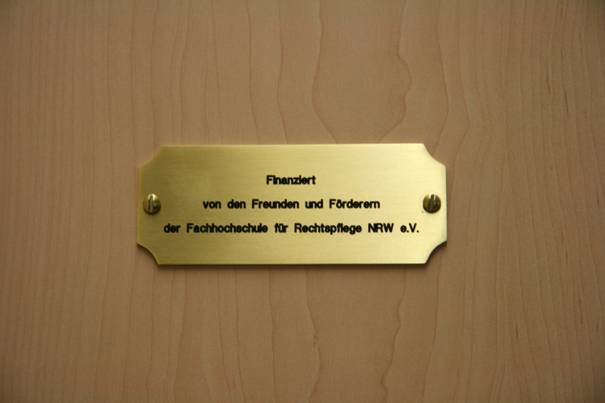 Finanziert
von den Freunden und Förderern
der Fachhochschule für Rechtspflege NRW e.V.